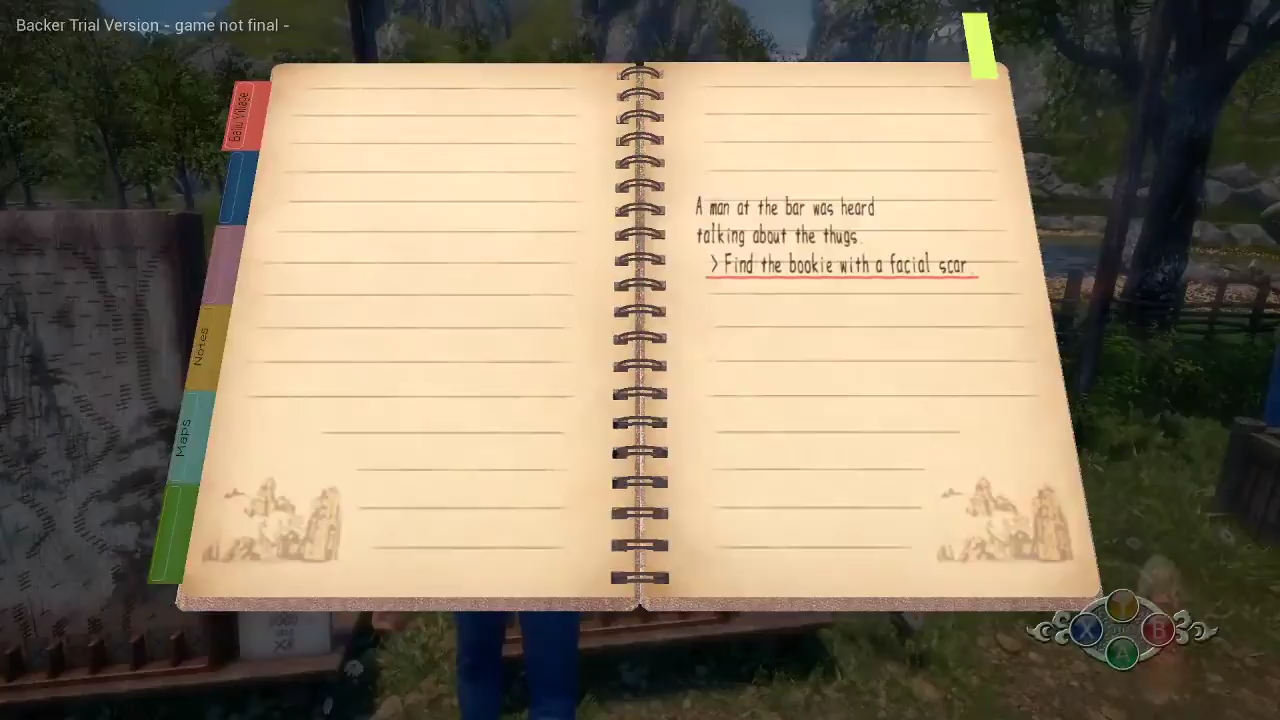 Backer Trial Version - game not final -
Bailu Village
Notes
Maps
A man at the bar was heard
talking about the thugs.
> Find the bookie with a facial scar.
X
B
A